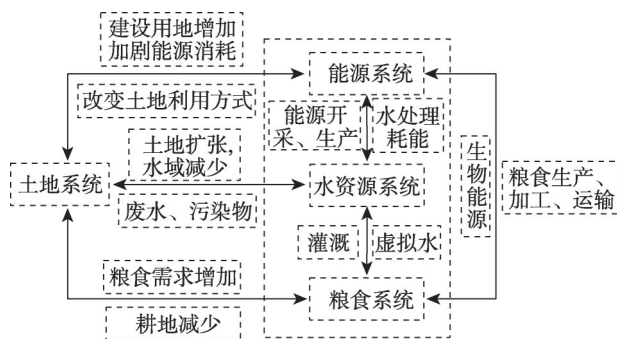 建设用地增加
加剧能源消耗
能源系统
改变土地利用方式
能源开
采、生产
水处理
耗能
土地扩张,
水域减少
土地系统
水资源系统
生物能源
粮食生产、
加工、运输
废水、污染物
灌溉
虚拟水
粮食需求增加
粮食系统
耕地减少